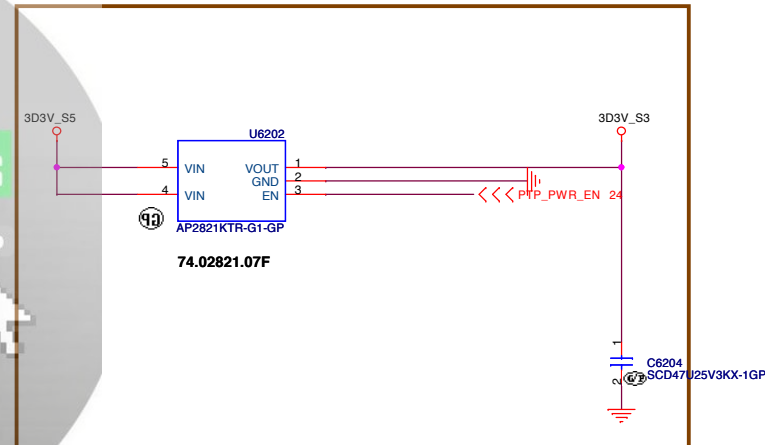 3D3V_S5
3D3V_S3
U6202
5 VIN VOUT 1
GND 2
4 VIN EN 3
PTP_PWR_EN 24
GP
AP2821KTR-G1-GP
74.02821.07F
1
C6204
SCD47U25V3KX-1GP
2